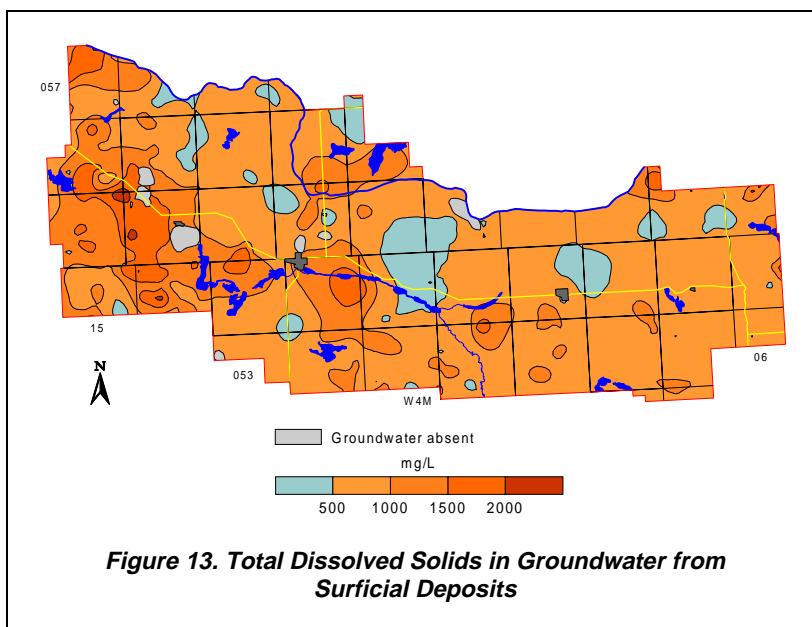 057
15
N
053
W4M
06
Groundwater absent
mg/L
500 1000 1500 2000
Figure 13. Total Dissolved Solids in Groundwater from
Surficial Deposits